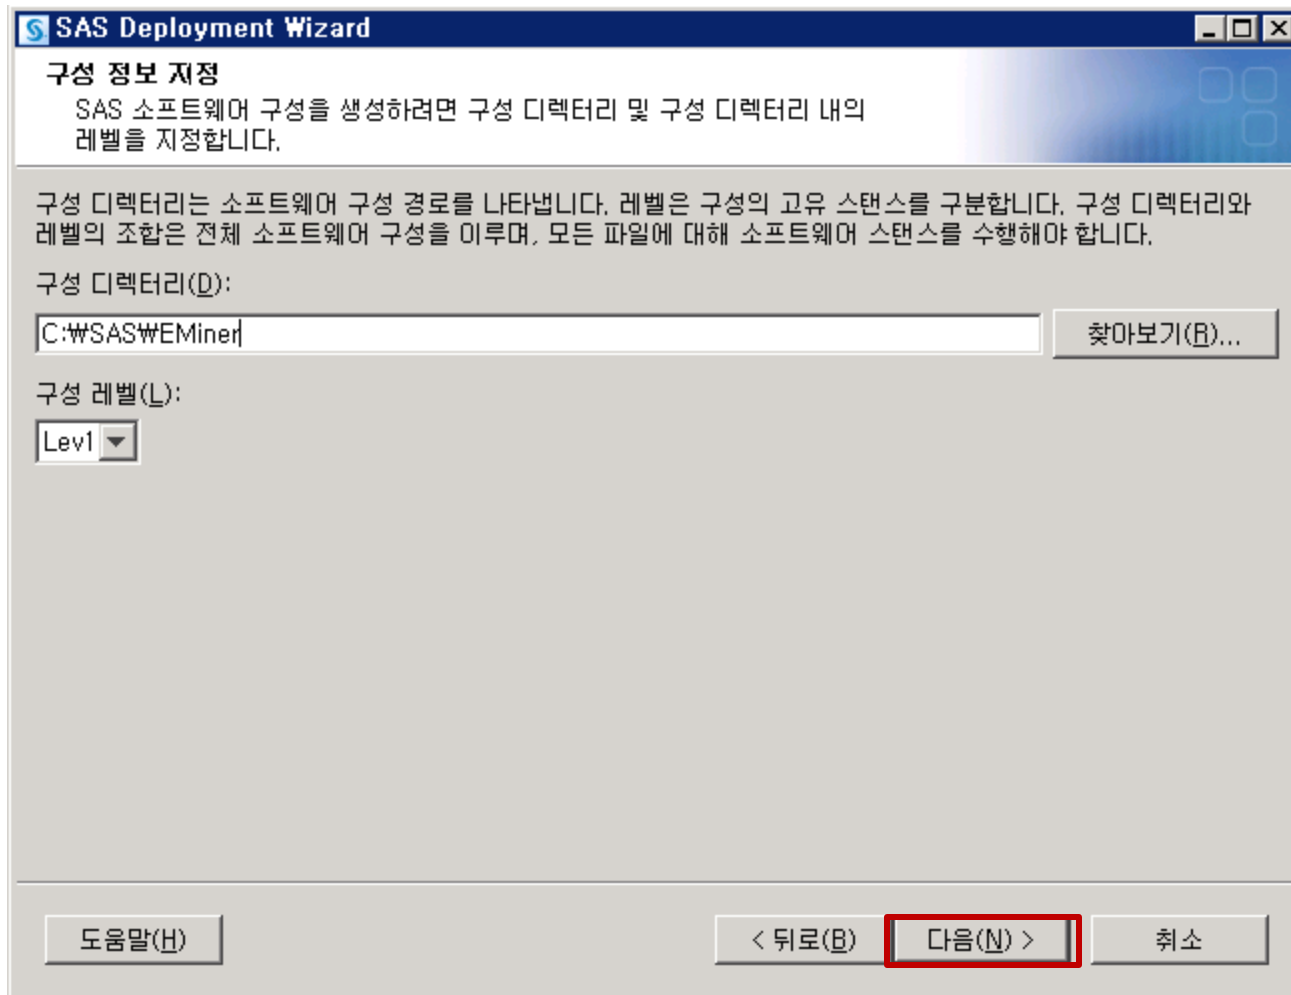 SAS Deployment Wizard
구성 정보 지정
SAS 소프트웨어 구성을 생성하려면 구성 디렉터리 및 구성 디렉터리 내의
레벨을 지정합니다.
구성 디렉터리는 소프트웨어 구성 경로를 나타냅니다. 레벨은 구성의 고유 스탠스를 구분합니다. 구성 디렉터리와
레벨의 조합은 전체 소프트웨어 구성을 이루며, 모든 파일에 대해 소프트웨어 스탠스를 수행해야 합니다.
구성 디렉터리(D):
C:₩SAS₩EMiner
찾아보기(R)...
구성 레벨(L):
Lev1
도움말(H)
< 뒤로(B)
다음(N) >
취소